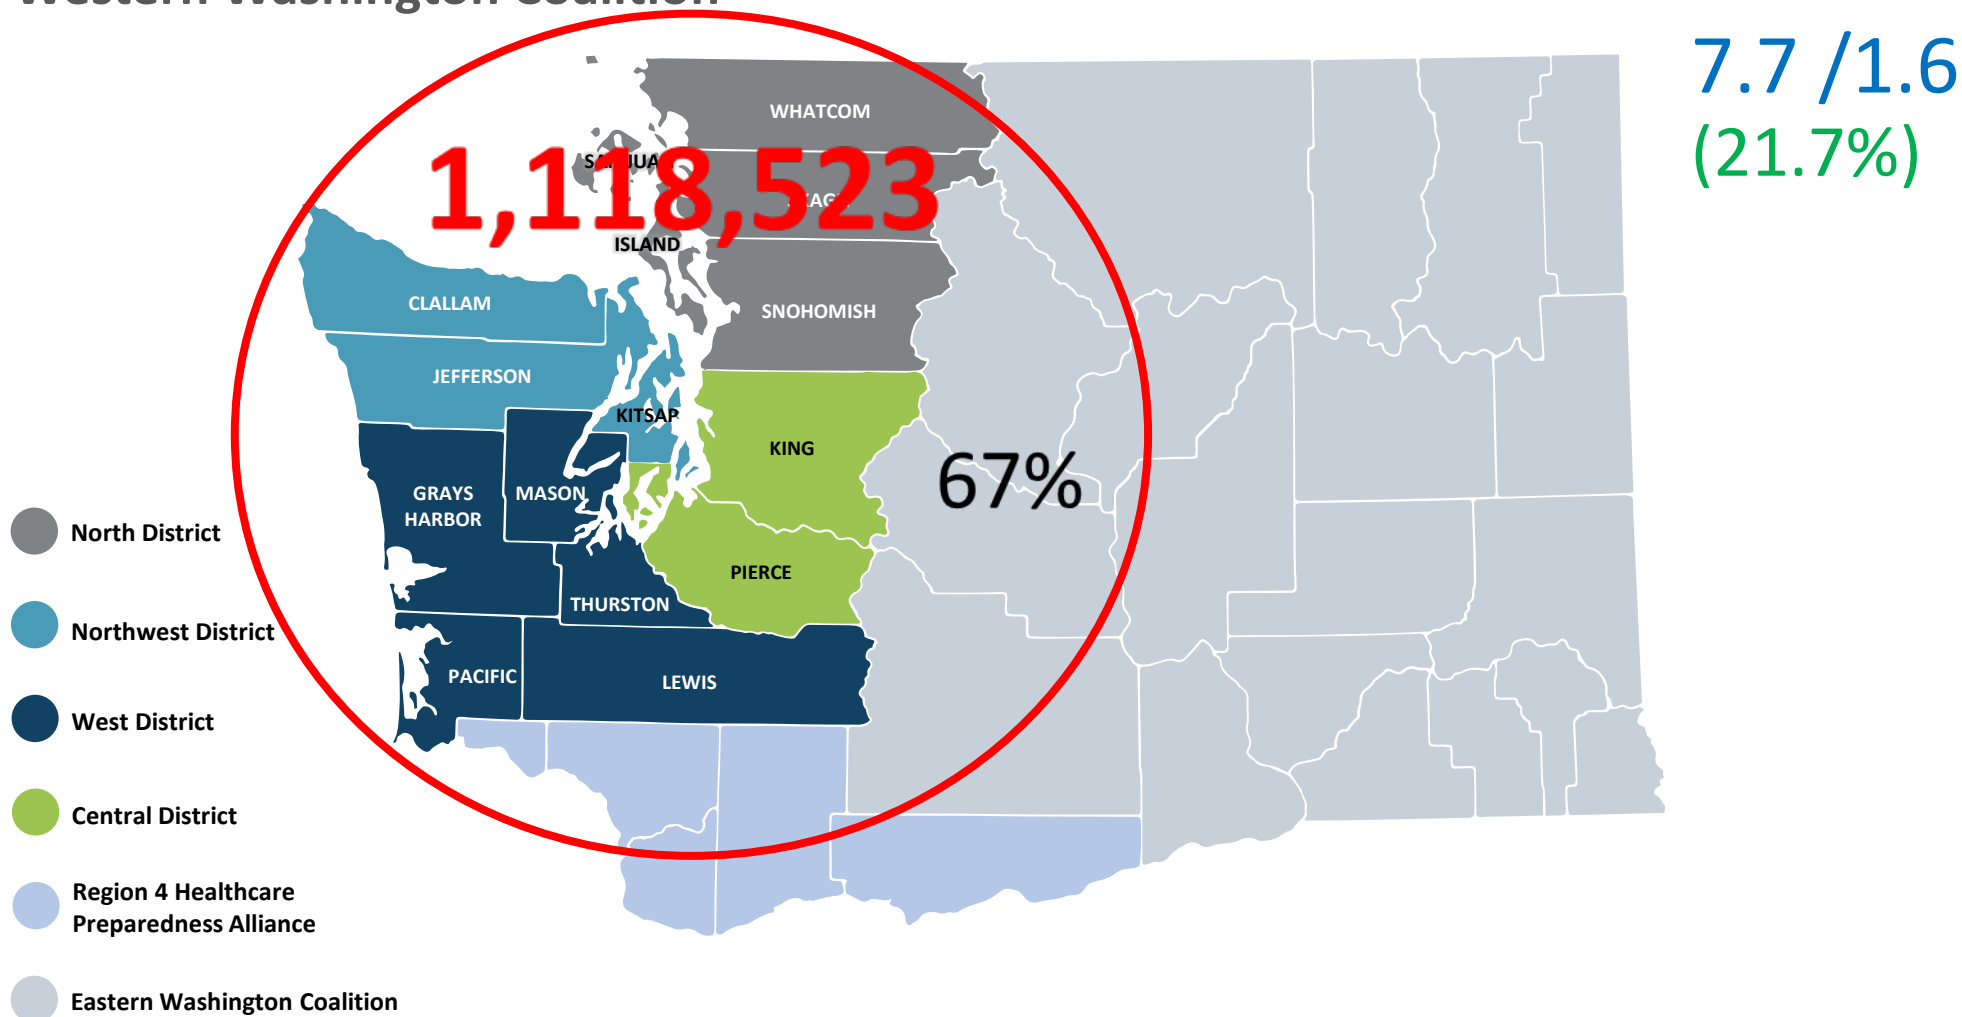 Western Washington Coalition
7.7 /1.6
(21.7%)
WHATCOM
1,118,523
ISLAND
CLALLAM
SNOHOMISH
JEFFERSON
KITSAP
KING
67%
GRAYS
HARBOR
MASON
PIERCE
THURSTON
PACIFIC
LEWIS
North District
Northwest District
West District
Central District
Region 4 Healthcare
Preparedness Alliance
Eastern Washington Coalition